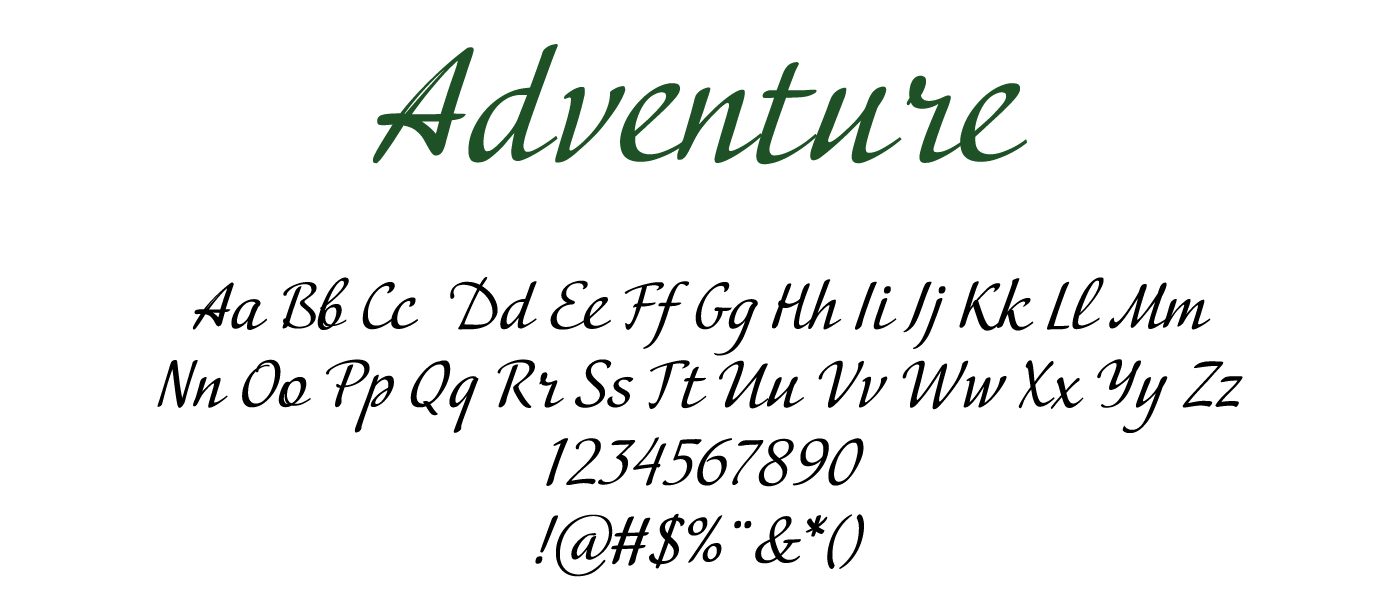 Adventure
Aa Bb Cc Dd Ee Ff Gg Hh Ii Jj Kk Ll Mm
Nn Oo Pp Qq Rr Ss Tt Uu Vv Ww Xx Yy Zz
1234567890
!@#$%¨&*()